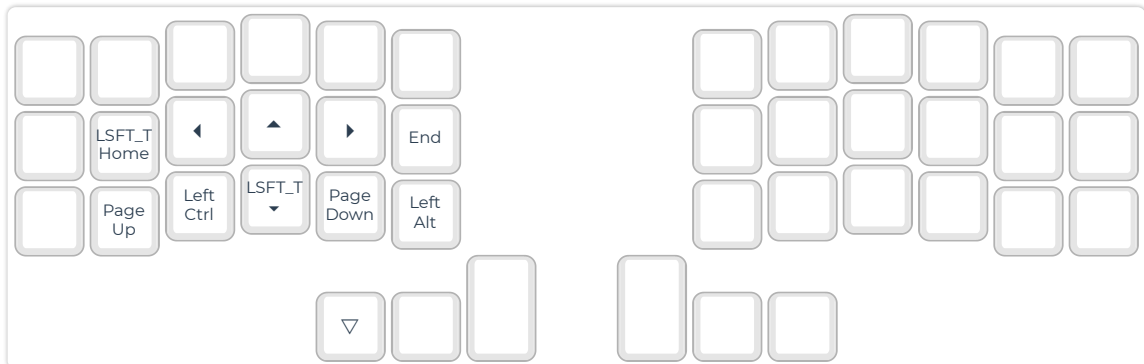 LSFT_T
Home
◂
▴
▸
End
Page
Up
Left
Ctrl
LSFT_T
▾
Page
Down
Left
Alt
▽